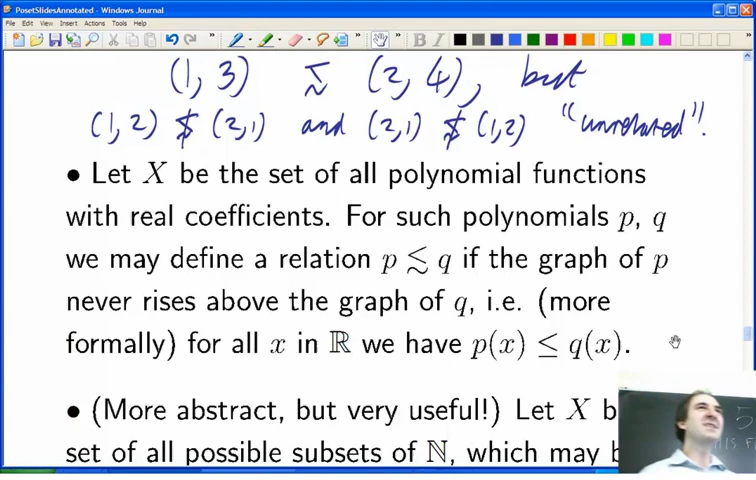 PosetSlidesAnnotated - Windows Journal
File Edit View Insert Actions Tools Help
(1, 3) ≲ (2, 4), but
(1,2) ≴ (2,1) and (2,1) ≴ (1,2) "unrelated".
• Let X be the set of all polynomial functions
with real coefficients. For such polynomials p, q
we may define a relation p ≲ q if the graph of p
never rises above the graph of q, i.e. (more
formally) for all x in ℝ we have p(x) ≤ q(x).
• (More abstract, but very useful!) Let X b
set of all possible subsets of ℕ, which may b
5